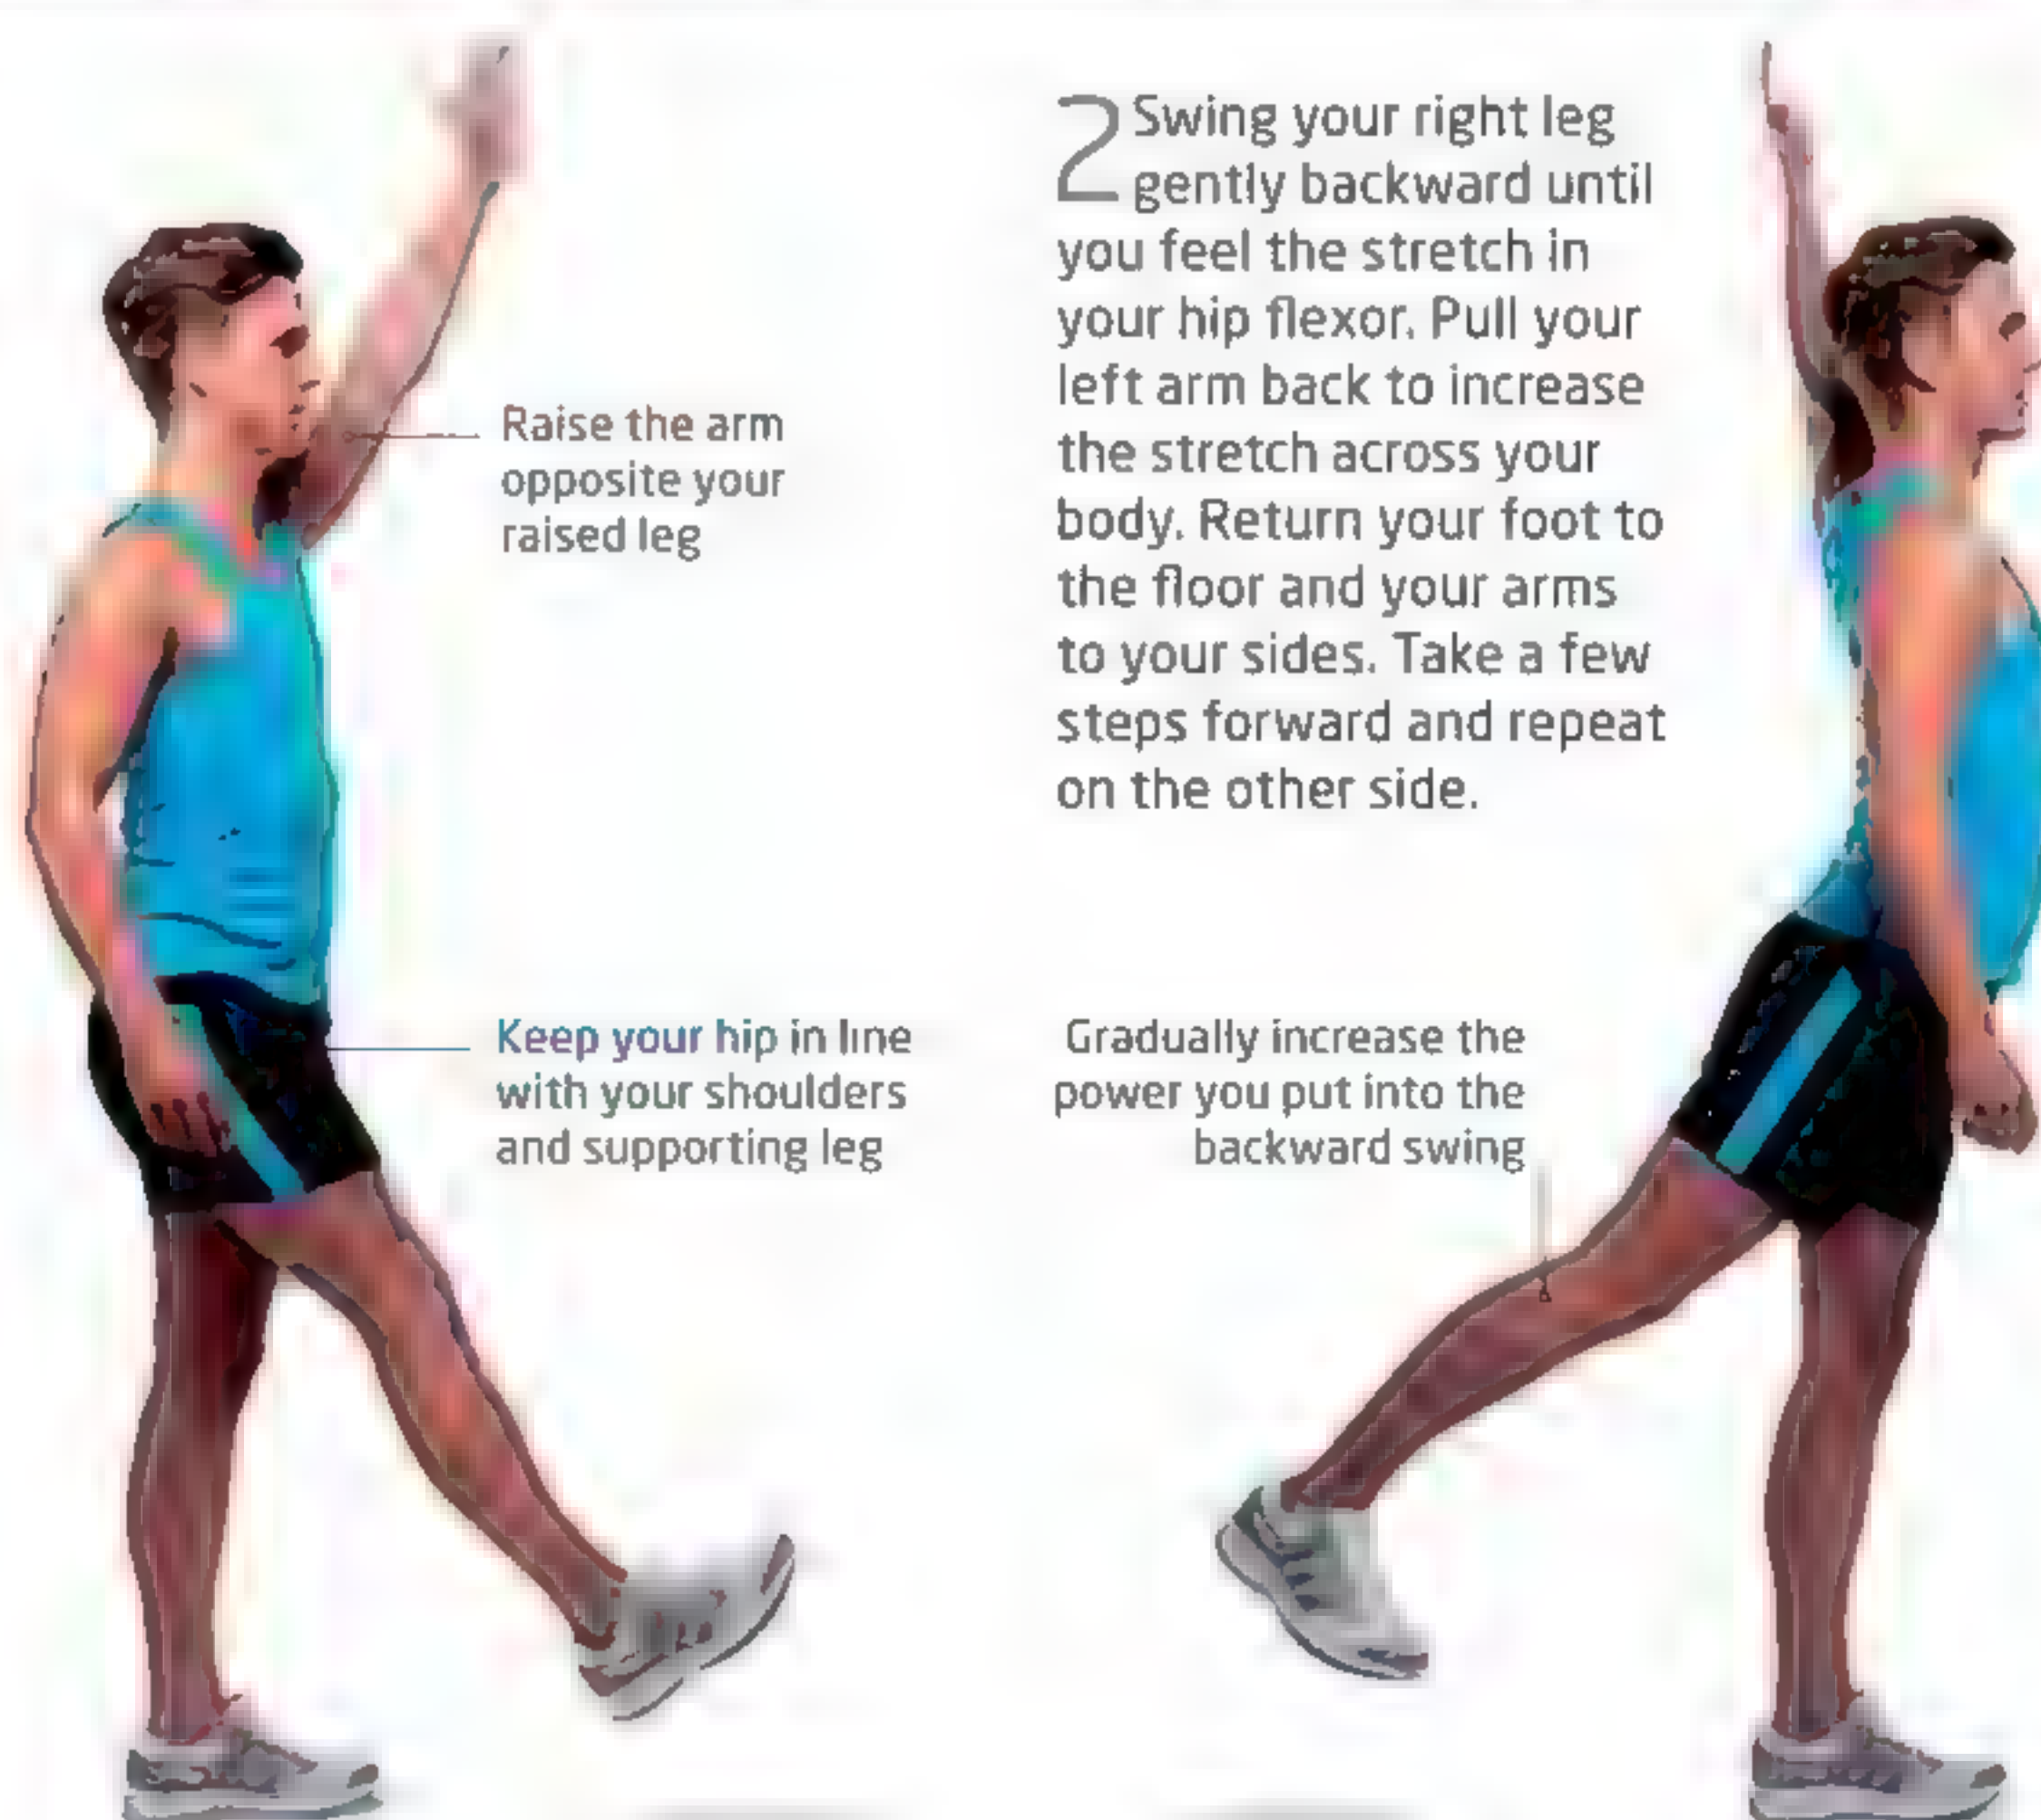 Raise the arm
opposite your
raised leg
Keep your hip in line
with your shoulders
and supporting leg
2 Swing your right leg
gently backward until
you feel the stretch in
your hip flexor. Pull your
left arm back to increase
the stretch across your
body. Return your foot to
the floor and your arms
to your sides. Take a few
steps forward and repeat
on the other side.
Gradually increase the
power you put into the
backward swing